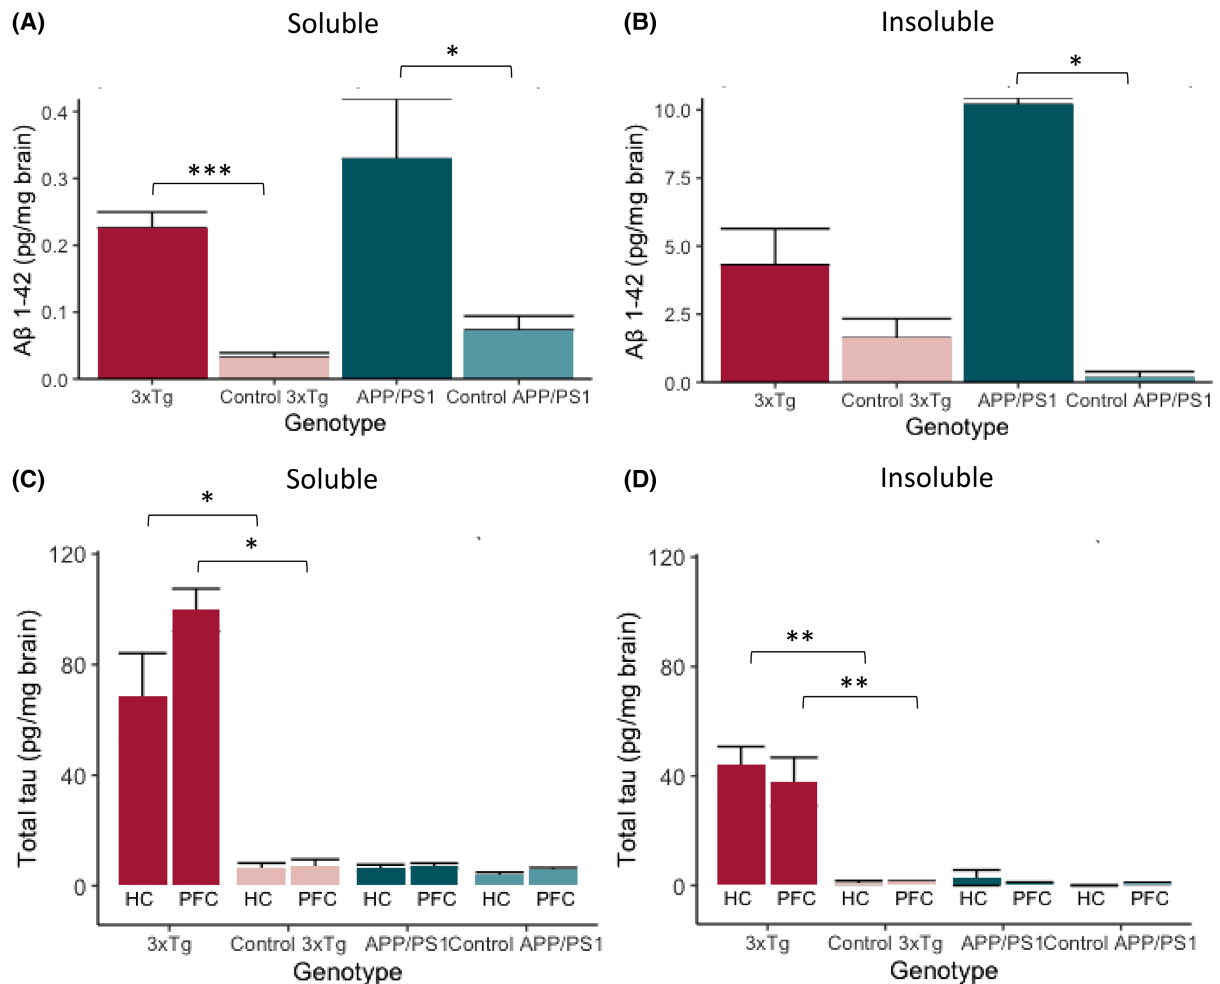 (A)
Soluble
*
***
Aβ 1-42 (pg/mg brain)
0.4
0.3
0.2
0.1
0.0
3xTg Control 3xTg APP/PS1 Control APP/PS1
Genotype
(B)
Insoluble
*
Aβ 1-42 (pg/mg brain)
10.0
7.5
5.0
2.5
0.0
3xTg Control 3xTg APP/PS1 Control APP/PS1
Genotype
(C)
Soluble
*
*
Total tau (pg/mg brain)
120
80
40
0
HC PFC HC PFC HC PFC HC PFC
3xTg Control 3xTg APP/PS1 Control APP/PS1
Genotype
(D)
Insoluble
**
**
Total tau (pg/mg brain)
120
80
40
0
HC PFC HC PFC HC PFC HC PFC
3xTg Control 3xTg APP/PS1 Control APP/PS1
Genotype